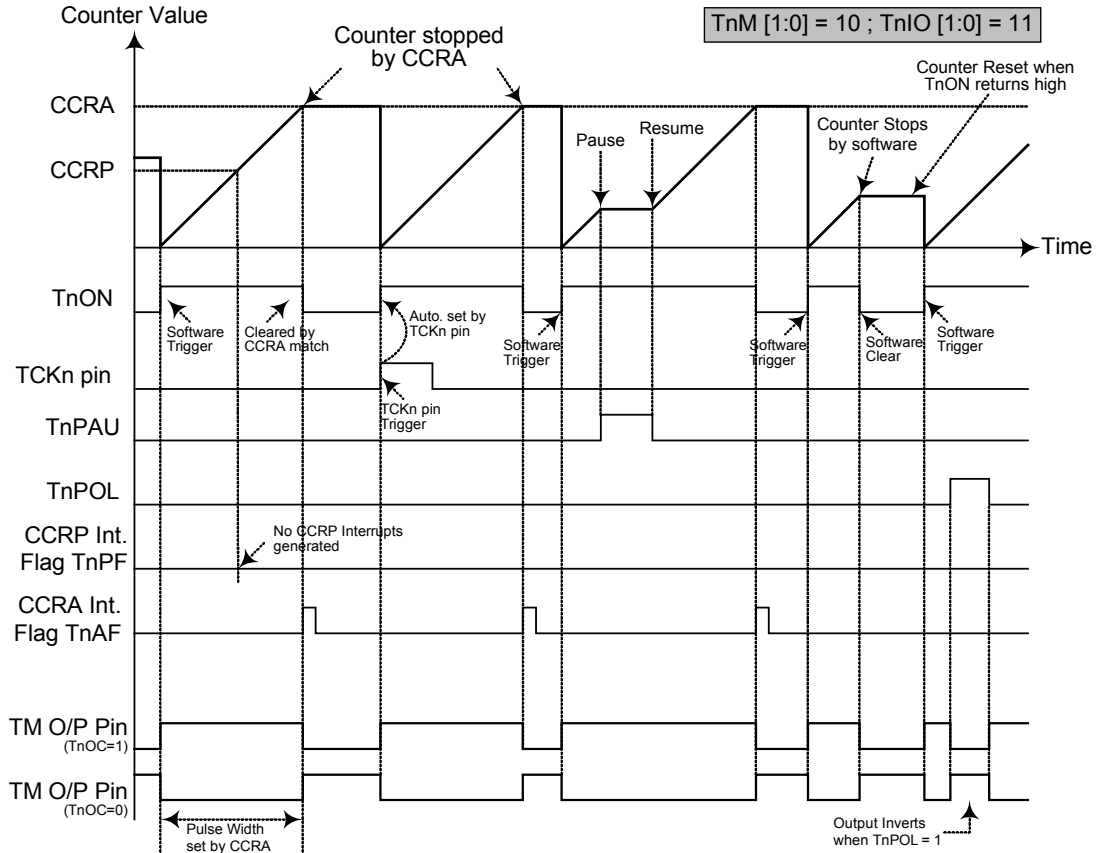 Counter Value
TnM [1:0] = 10 ; TnIO [1:0] = 11
Counter stopped
by CCRA
Counter Reset when
TnON returns high
CCRA
Pause
Resume
Counter Stops
by software
CCRP
Time
TnON
Software
Trigger
Cleared by
CCRA match
Auto. set by
TCKn pin
Software
Trigger
Software
Trigger
Software
Clear
Software
Trigger
TCKn pin
TCKn pin
Trigger
TnPAU
TnPOL
CCRP Int.
Flag TnPF
No CCRP Interrupts
generated
CCRA Int.
Flag TnAF
TM O/P Pin
(TnOC=1)
TM O/P Pin
(TnOC=0)
Pulse Width
set by CCRA
Output Inverts
when TnPOL = 1